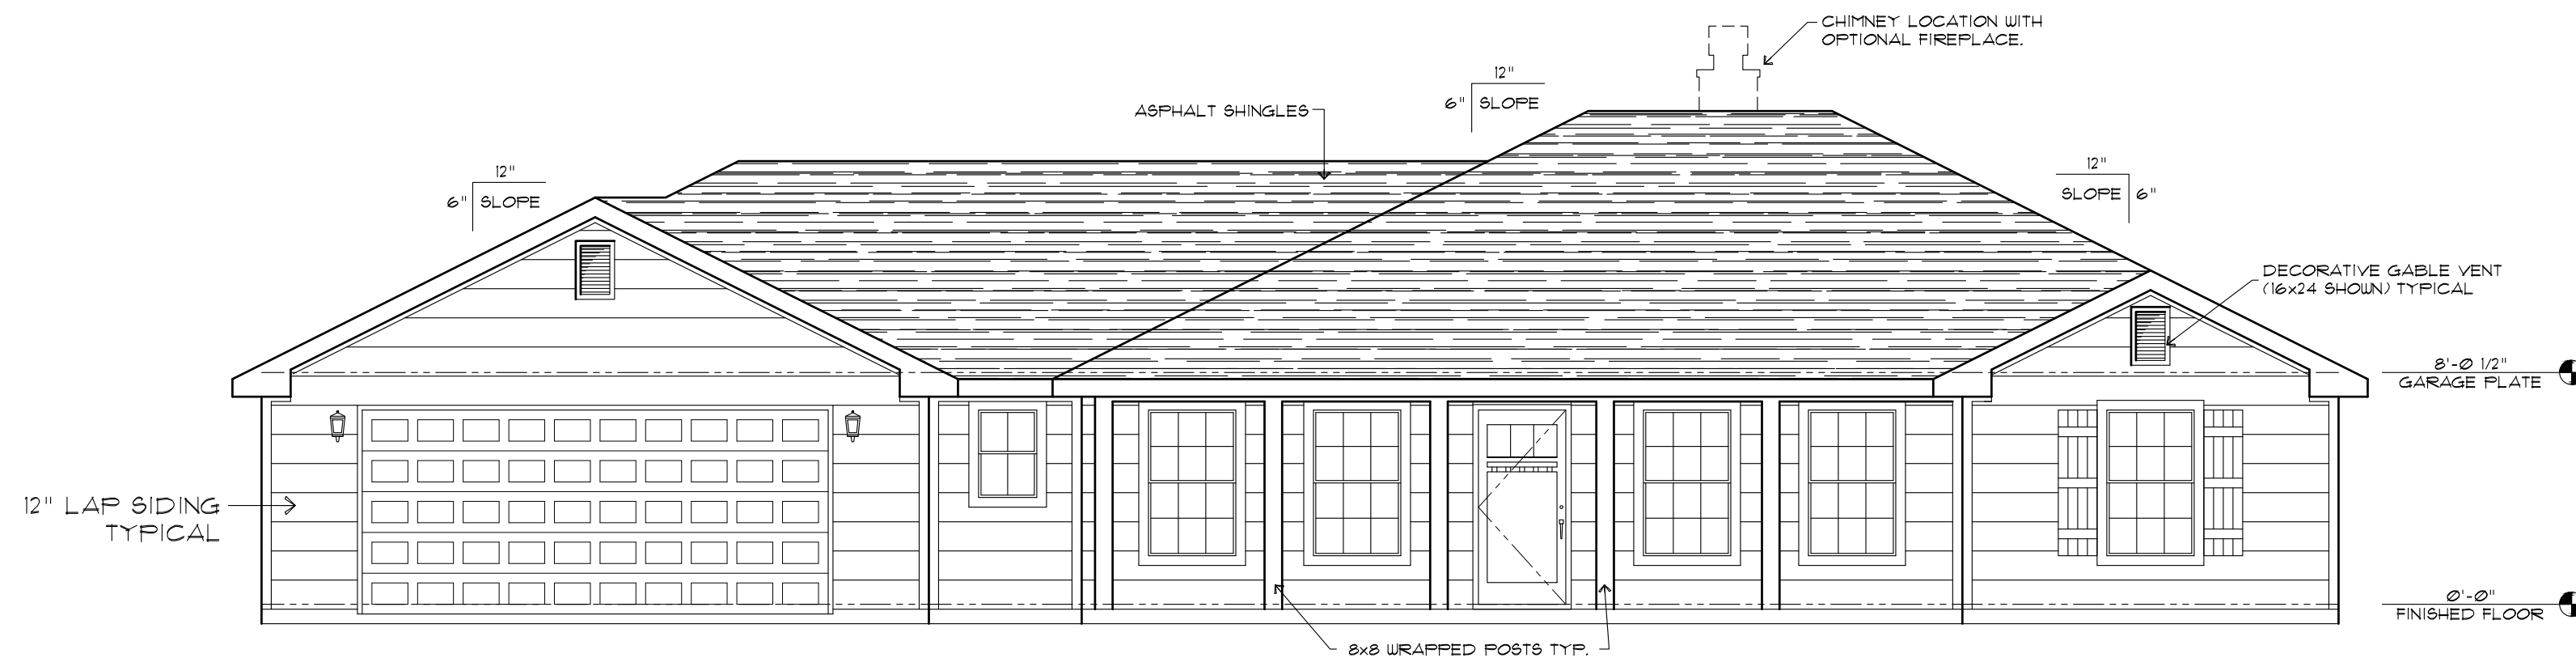 CHIMNEY LOCATION WITH
OPTIONAL FIREPLACE.
12"
6" SLOPE
ASPHALT SHINGLES
12"
6" SLOPE
12"
SLOPE 6"
DECORATIVE GABLE VENT
(16x24 SHOWN) TYPICAL
8'-0 1/2"
GARAGE PLATE
12" LAP SIDING
TYPICAL
0'-0"
FINISHED FLOOR
8x8 WRAPPED POSTS TYP.